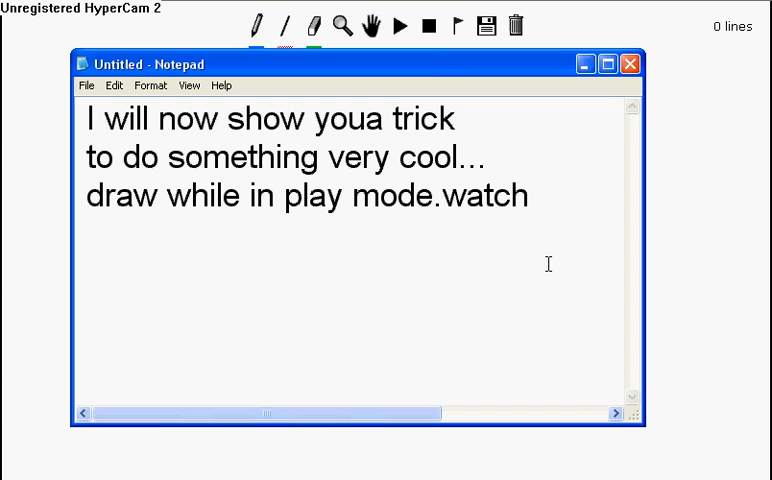 Unregistered HyperCam 2
0 lines
Untitled - Notepad
File Edit Format View Help
I will now show youa trick
to do something very cool...
draw while in play mode.watch